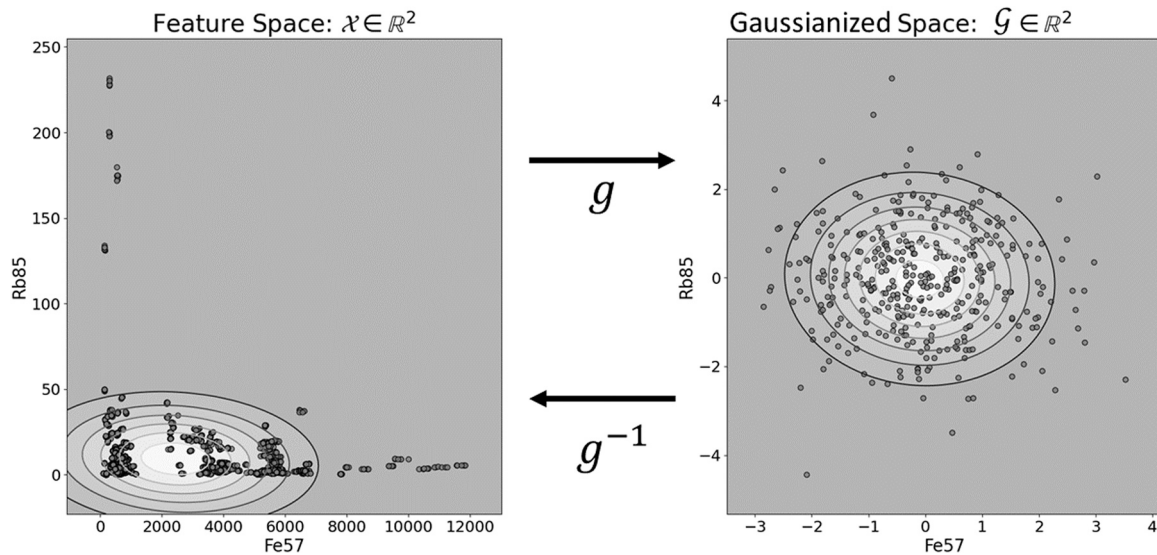 Feature Space: 𝒳 ∈ ℝ²
250
200
150
100
50
0
Rb85
0 2000 4000 6000 8000 10000 12000
Fe57
g
g⁻¹
Gaussianized Space: 𝒢 ∈ ℝ²
4
2
0
−2
−4
Rb85
−3 −2 −1 0 1 2 3 4
Fe57